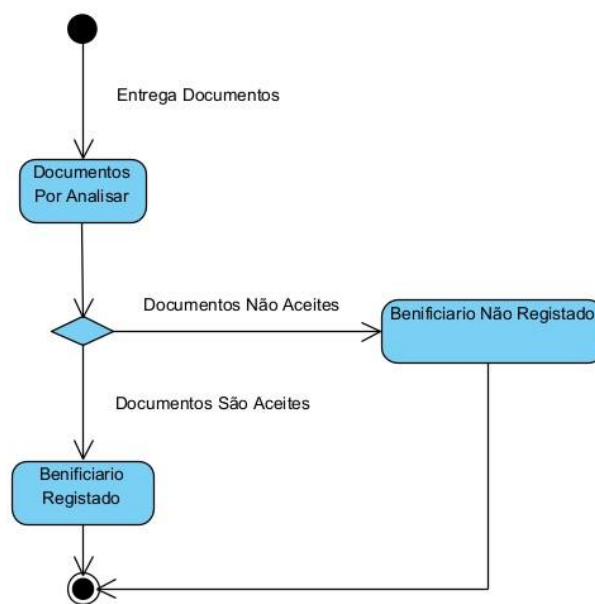 Entrega Documentos
Documentos
Por Analisar
Documentos Não Aceites
Benificiario Não Registado
Documentos São Aceites
Benificiario
Registado